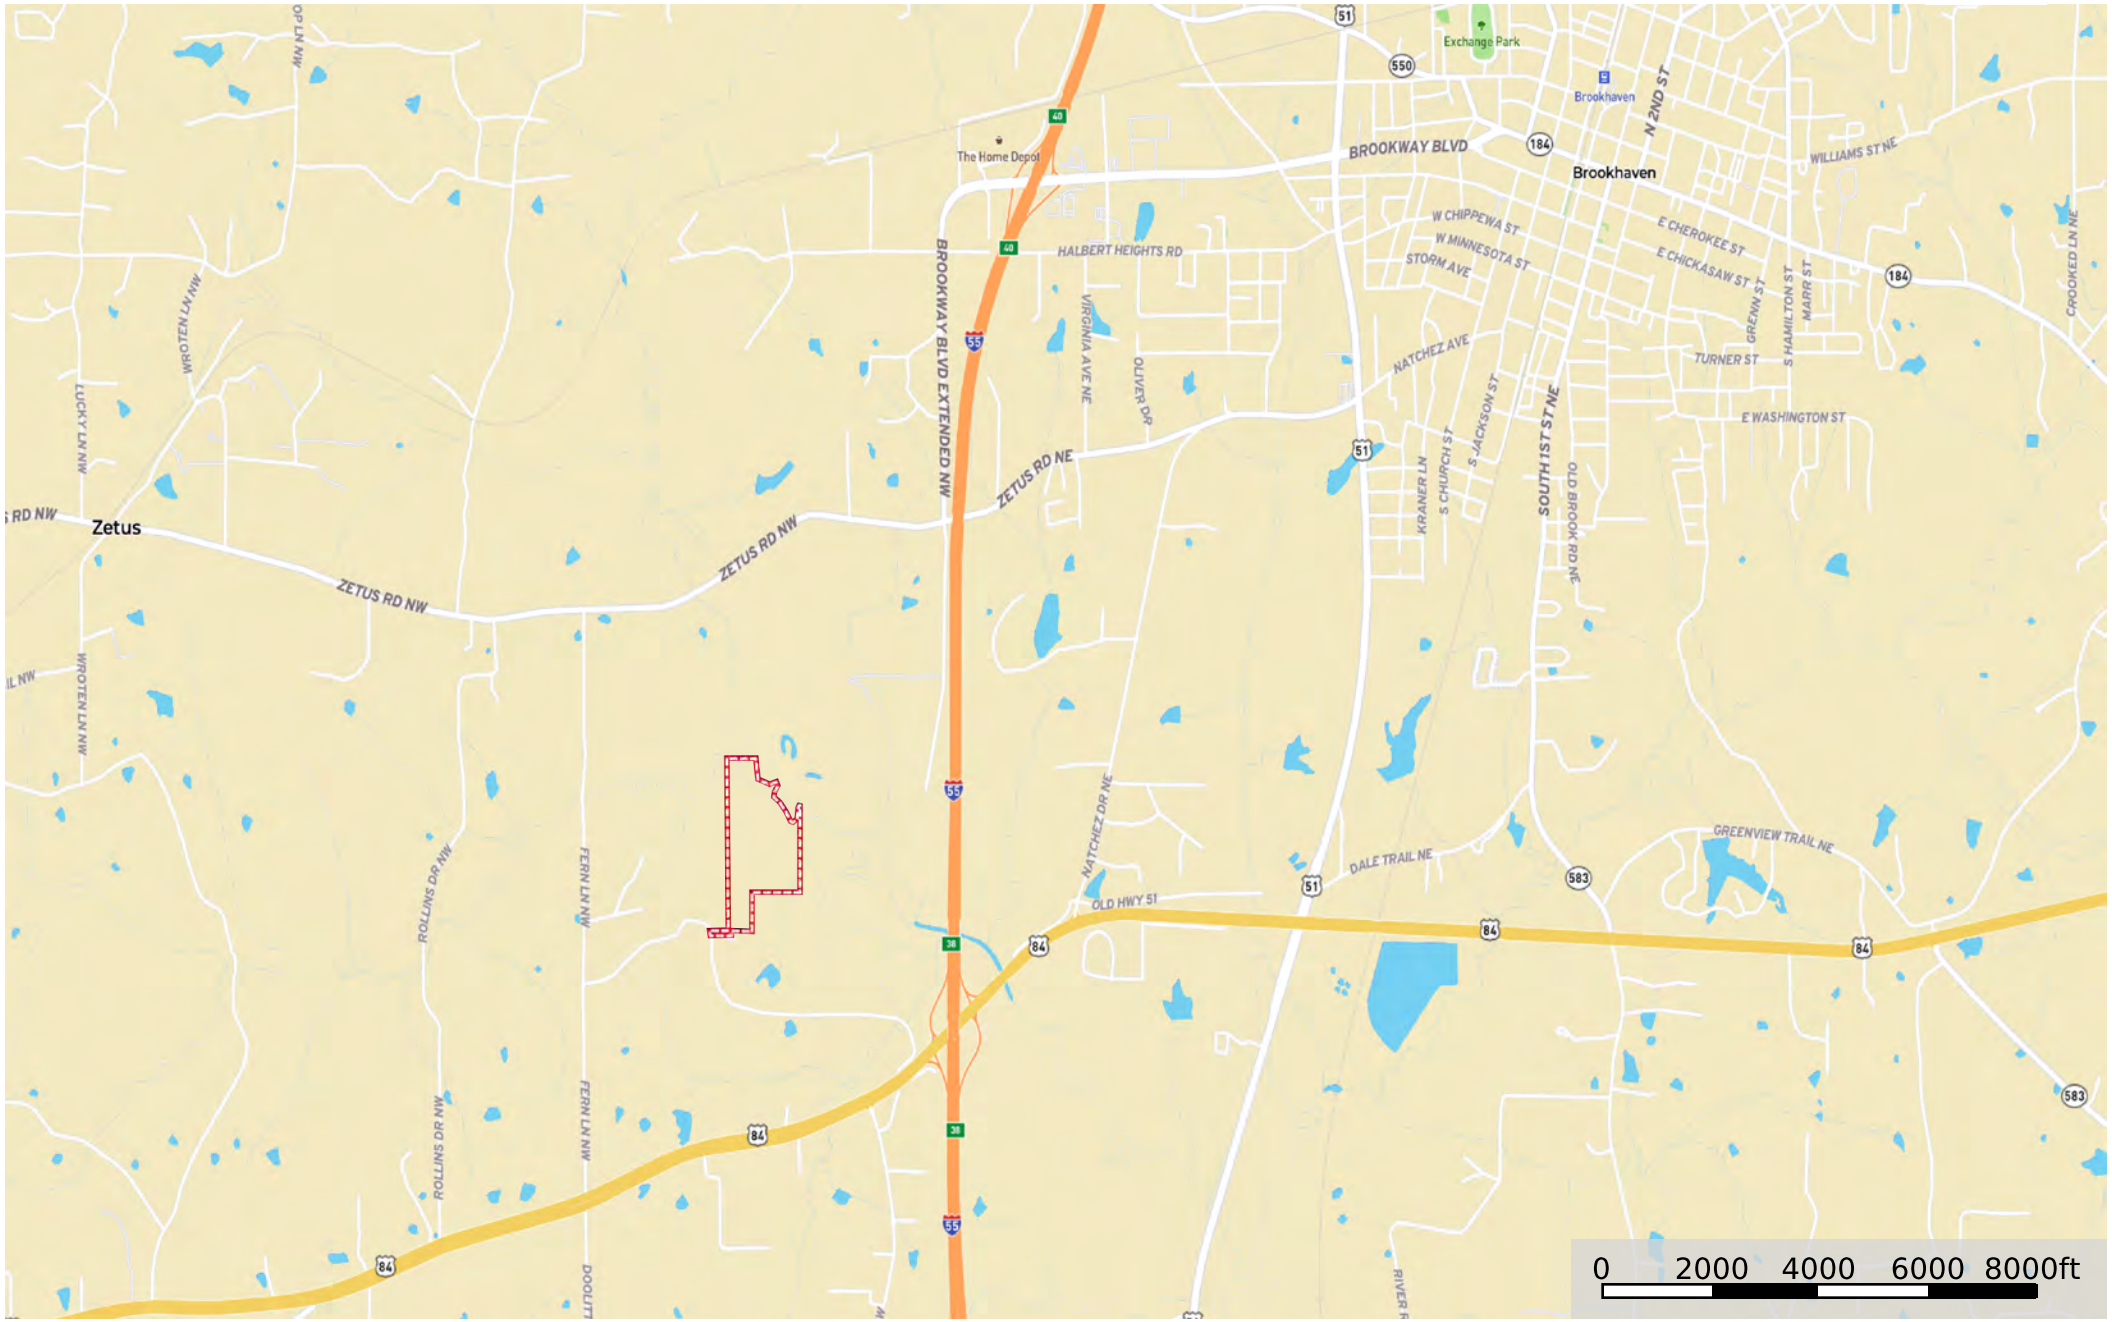 OP LN NW
51
550
Exchange Park
Brookhaven
N 2ND ST
40
The Home Depot
BROOKWAY BLVD
184
Brookhaven
WILLIAMS ST NE
W CHIPPEWA ST
E CHEROKEE ST
CROOKED LN NE
40
HALBERT HEIGHTS RD
W MINNESOTA ST
STORM AVE
E CHICKASAW ST
184
WROTEN LN NW
BROOKWAY BLVD EXTENDED NW
VIRGINIA AVE NE
GRENN ST
S HAMILTON ST
MARR ST
55
OLIVER DR
NATCHEZ AVE
TURNER ST
LUCKY LN NW
S JACKSON ST
SOUTH 1ST ST NE
E WASHINGTON ST
51
ZETUS RD NE
KRANER LN
S CHURCH ST
OLD BROOK RD NE
S RD NW
Zetus
ZETUS RD NW
ZETUS RD NW
IL NW
WROTEN LN NW
55
NATCHEZ DR NE
GREENVIEW TRAIL NE
ROLLINS DR NW
FERN LN NW
DALE TRAIL NE
583
51
OLD HWY 51
38
84
84
84
583
ROLLINS DR NW
FERN LN NW
84
38
55
84
DOOLITT
RIVER R
0 2000 4000 6000 8000ft